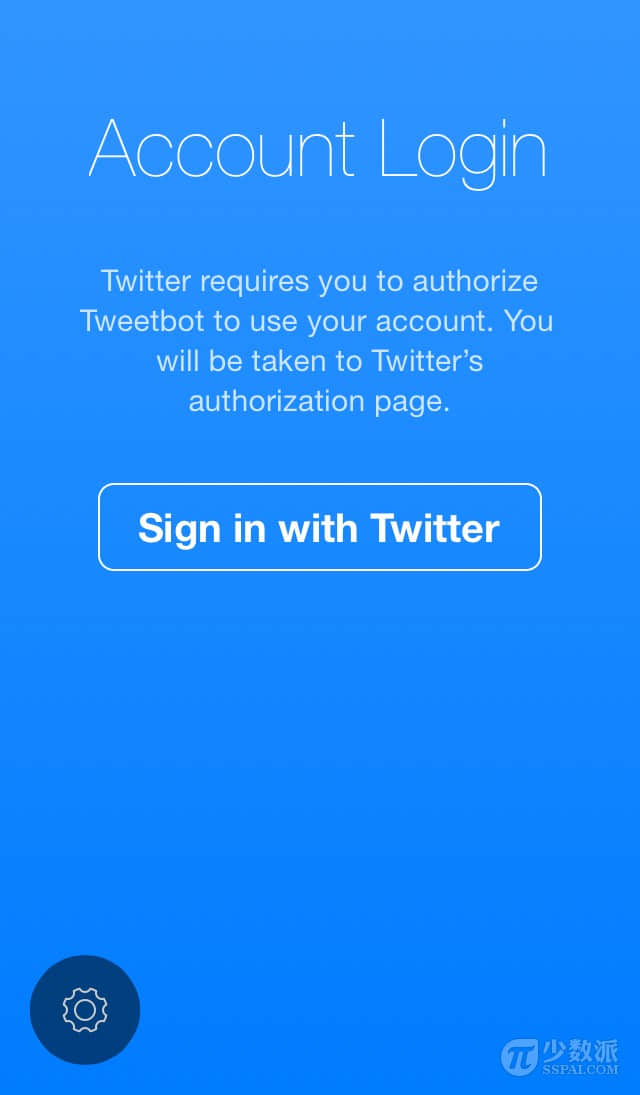 Account Login
Twitter requires you to authorize
Tweetbot to use your account. You
will be taken to Twitter’s
authorization page.
Sign in with Twitter
π 少数派
SSPAI.COM